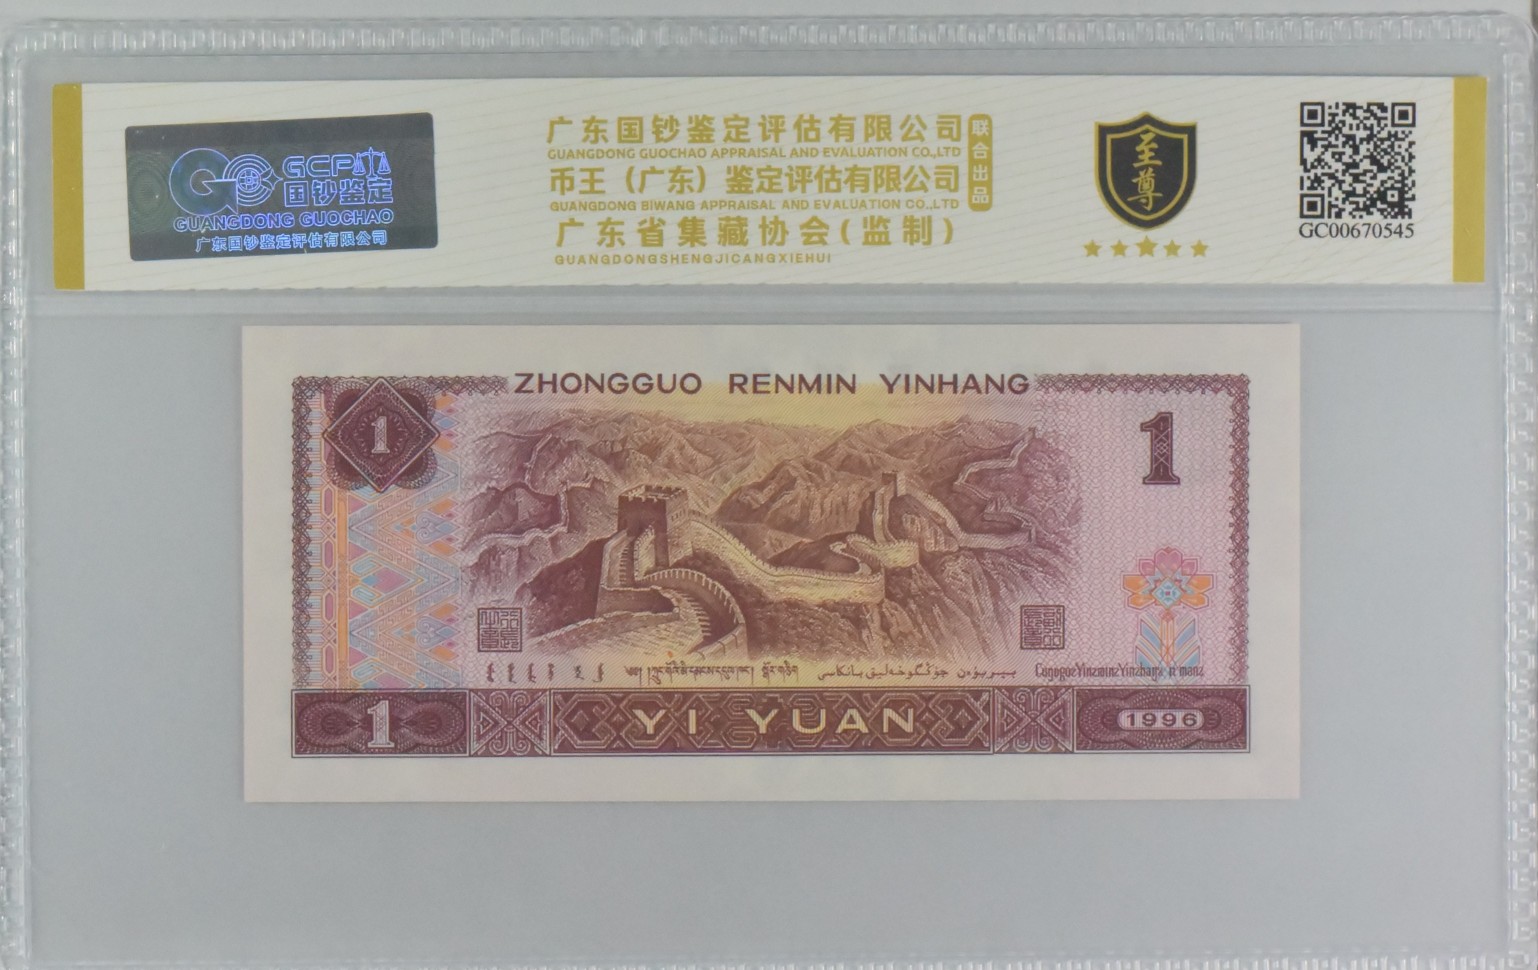 GCP
国钞鉴定
GUANGDONG GUOCHAO
广东国钞鉴定评估有限公司
广东国钞鉴定评估有限公司
GUANGDONG GUOCHAO APPRAISAL AND EVALUATION CO.,LTD
币王（广东）鉴定评估有限公司
GUANGDONG BIWANG APPRAISAL AND EVALUATION CO.,LTD
联合出品
广东省集藏协会(监制)
GUANGDONGSHENGJICANGXIEHUI
至尊
GC00670545
ZHONGGUO RENMIN YINHANG
1
1
1
YI YUAN
1996